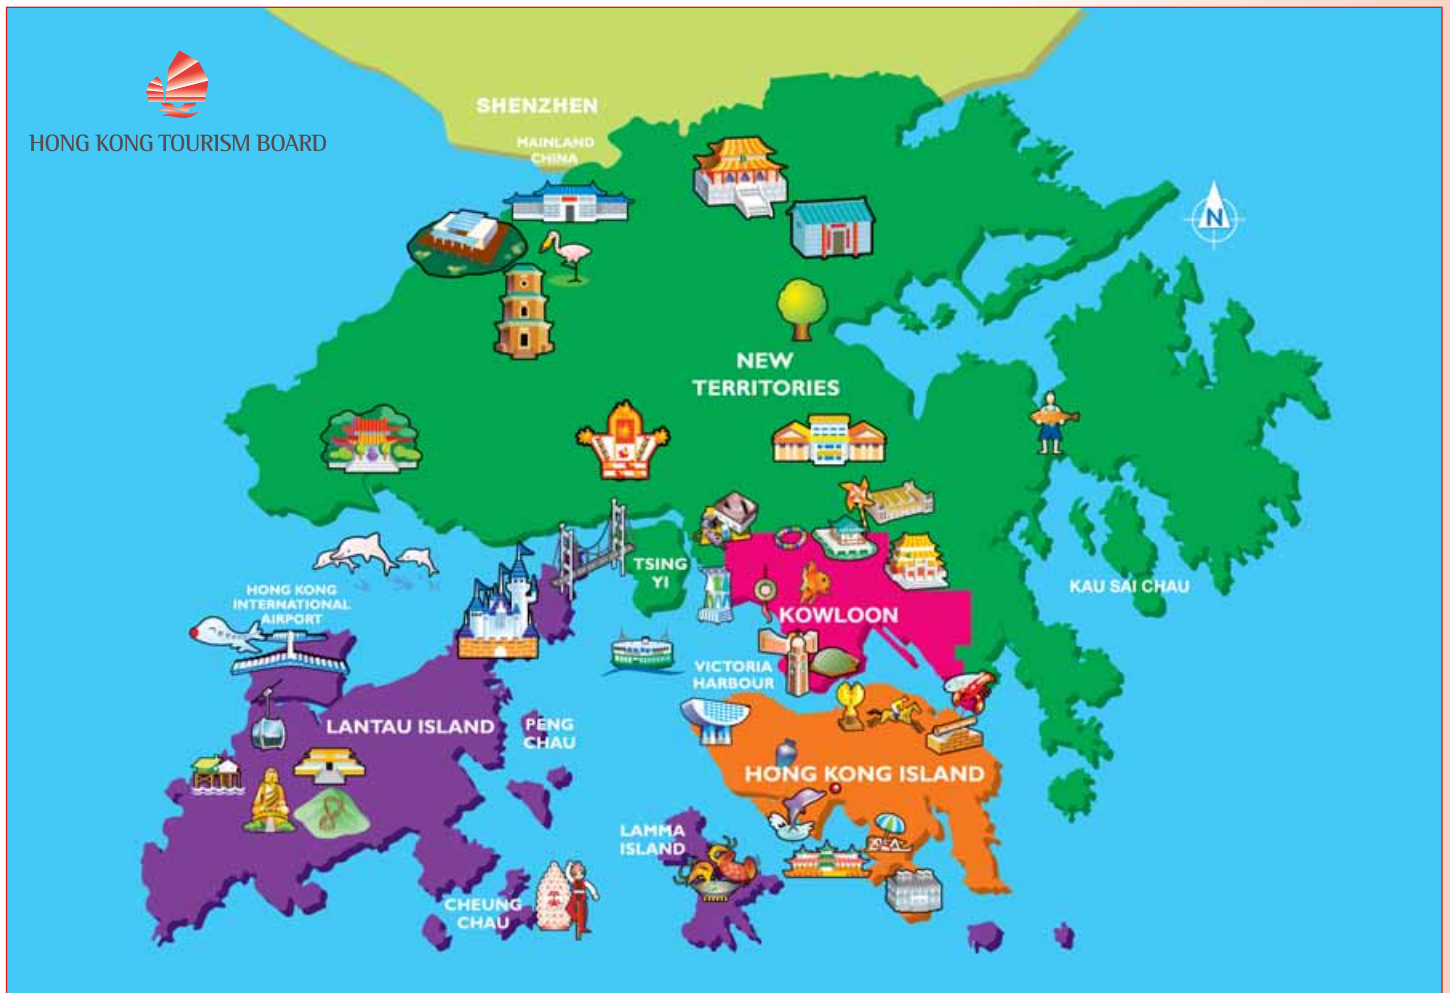 HONG KONG TOURISM BOARD
SHENZHEN
MAINLAND
CHINA
N
NEW
TERRITORIES
TSING
YI
KAU SAI CHAU
HONG KONG
INTERNATIONAL
AIRPORT
KOWLOON
VICTORIA
HARBOUR
LANTAU ISLAND
PENG
CHAU
HONG KONG ISLAND
LAMMA
ISLAND
CHEUNG
CHAU